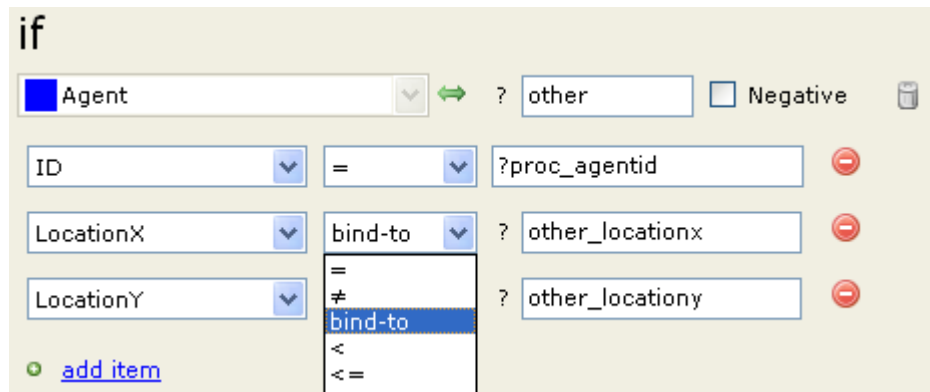 if
Agent ? other Negative
ID = ?proc_agentid
LocationX bind-to ? other_locationx
=
LocationY ≠ ? other_locationy
bind-to
<
add item <=